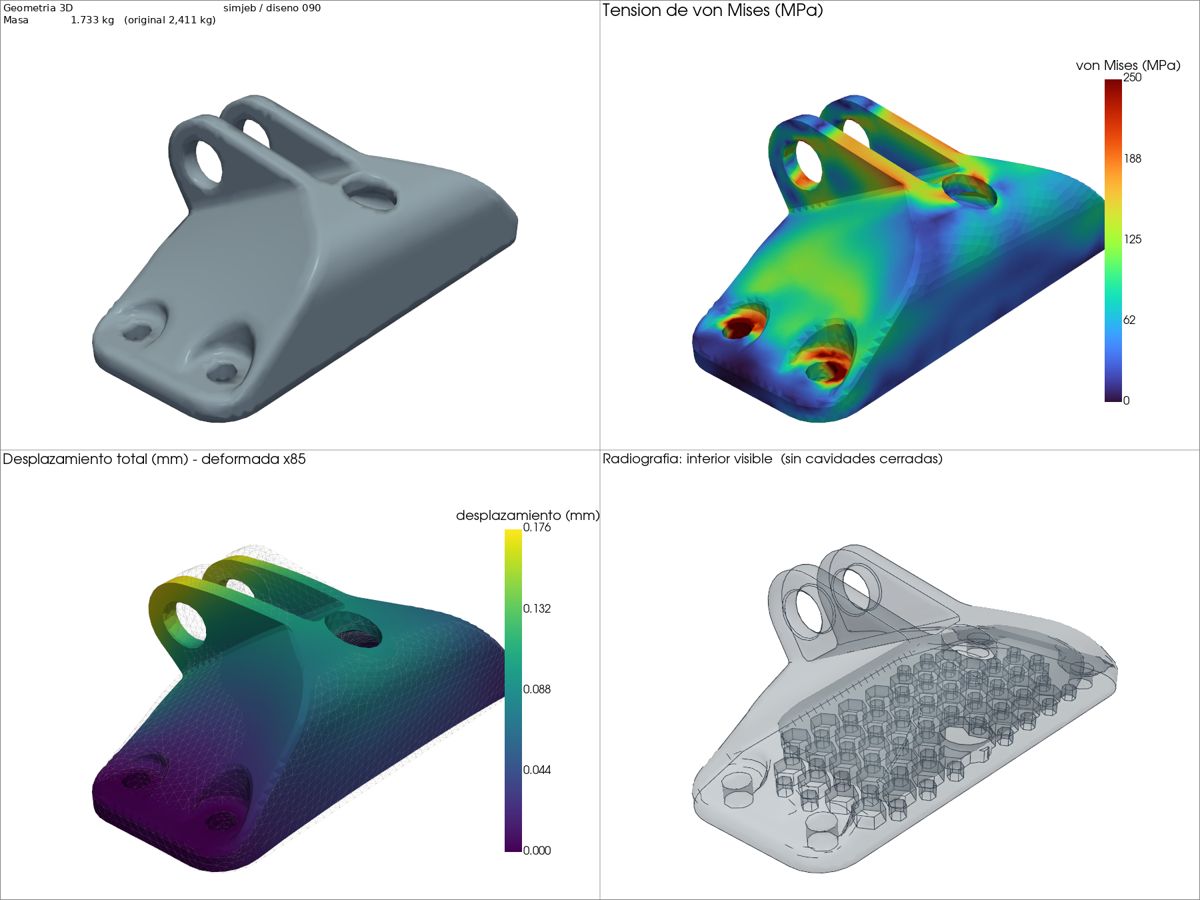 Geometria 3D simjeb / diseno 090
Masa 1.733 kg (original 2,411 kg)
Tension de von Mises (MPa)
von Mises (MPa)
250
188
125
62
0
Desplazamiento total (mm) - deformada x85
desplazamiento (mm)
0.176
0.132
0.088
0.044
0.000
Radiografia: interior visible (sin cavidades cerradas)